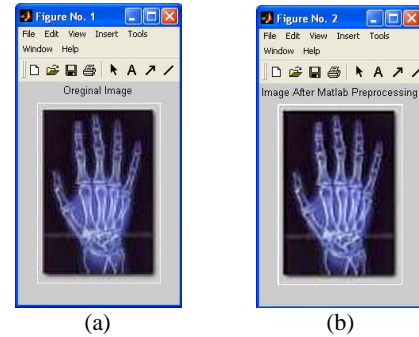 Figure No. 1
File Edit View Insert Tools
Window Help
A
Oreginal Image
(a)
Figure No. 2
File Edit View Insert Tools
Window Help
A
Image After Matlab Preprocessing
(b)